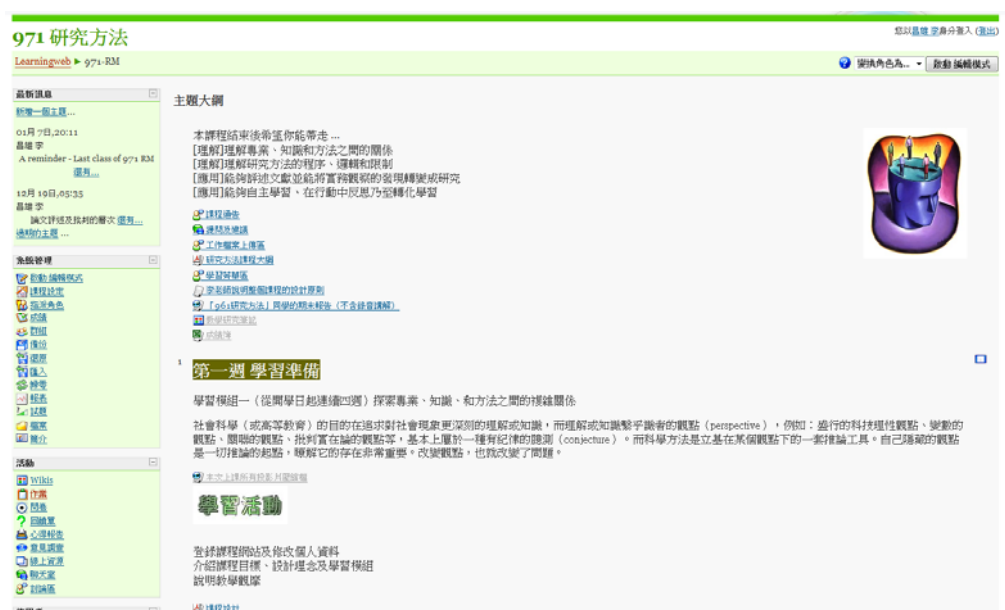 971 研究方法
您以昌雄 李身分登入 (登出)
Learningweb ► 971-RM
變換角色為...
啟動 編輯模式
最新訊息
新增一個主題...
01月 7日,20:11
昌雄 李
A reminder - Last class of 971 RM
還有...
12月 19日,05:35
昌雄 李
論文評述及批判的層次 還有...
過期的主題 ...
系統管理
啟動 編輯模式
課程設定
指派角色
成績
群組
備份
還原
匯入
報表
試題
檔案
簡介
活動
Wikis
作業
問卷
回饋單
心得報告
意見調查
線上資源
聊天室
討論區
主題大綱
本課程結束後希望你能帶走 ...
[理解]理解專業、知識和方法之間的關係
[理解]理解研究方法的程序、邏輯和限制
[應用]能夠評述文獻並能將實務觀察的發現轉變成研究
[應用]能夠自主學習、在行動中反思乃至轉化學習
課程通告
提問及建議
工作檔案上傳區
研究方法課程大綱
學習答單區
李老師說明整個課程的設計原則
「961研究方法」同學的期末報告（不含錄音講解）
成績簿
1
第一週 學習準備
學習模組一（從開學日起連續四週）探索專業、知識、和方法之間的複雜關係
社會科學（或高等教育）的目的在追求對社會現象更深刻的理解或知識，而理解或知識繫乎識者的觀點（perspective），例如：盛行的科技理性觀點、變動的
觀點、關聯的觀點、批判實在論的觀點等，基本上屬於一種有紀律的臆測（conjecture）。而科學方法是立基在某個觀點下的一套推論工具。自己隱藏的觀點
是一切推論的起點，瞭解它的存在非常重要。改變觀點，也就改變了問題。
本次上課所有投影片壓縮檔
學習活動
登錄課程網站及修改個人資料
介紹課程目標、設計理念及學習模組
說明教學觀摩
課程設計